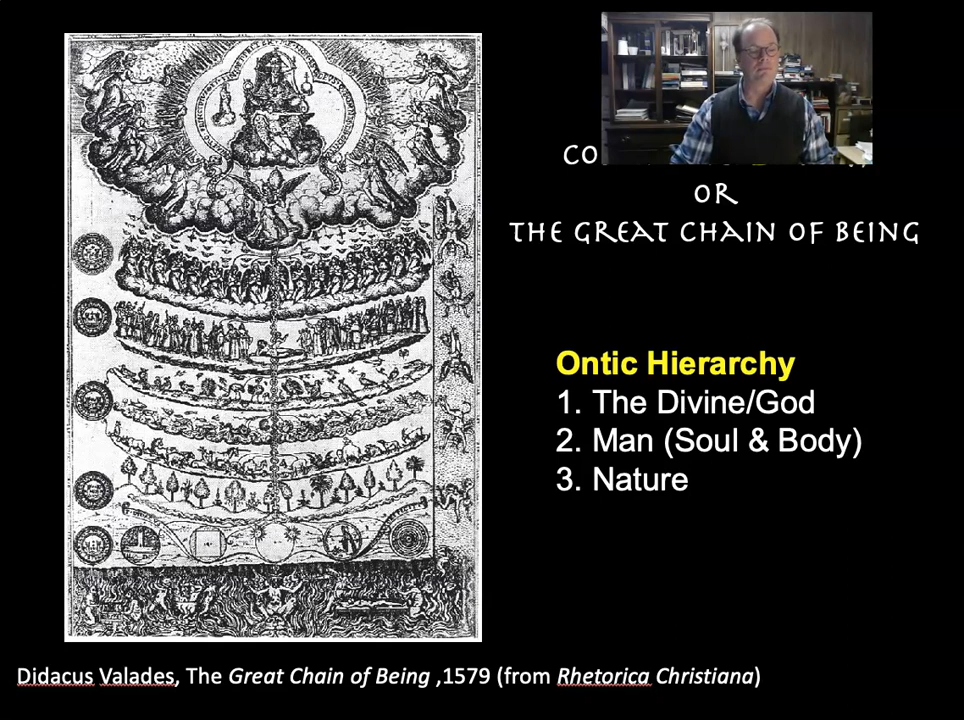 CO
OR
THE GREAT CHAIN OF BEING
Ontic Hierarchy
1. The Divine/God
2. Man (Soul & Body)
3. Nature
Didacus Valades, The Great Chain of Being ,1579 (from Rhetorica Christiana)